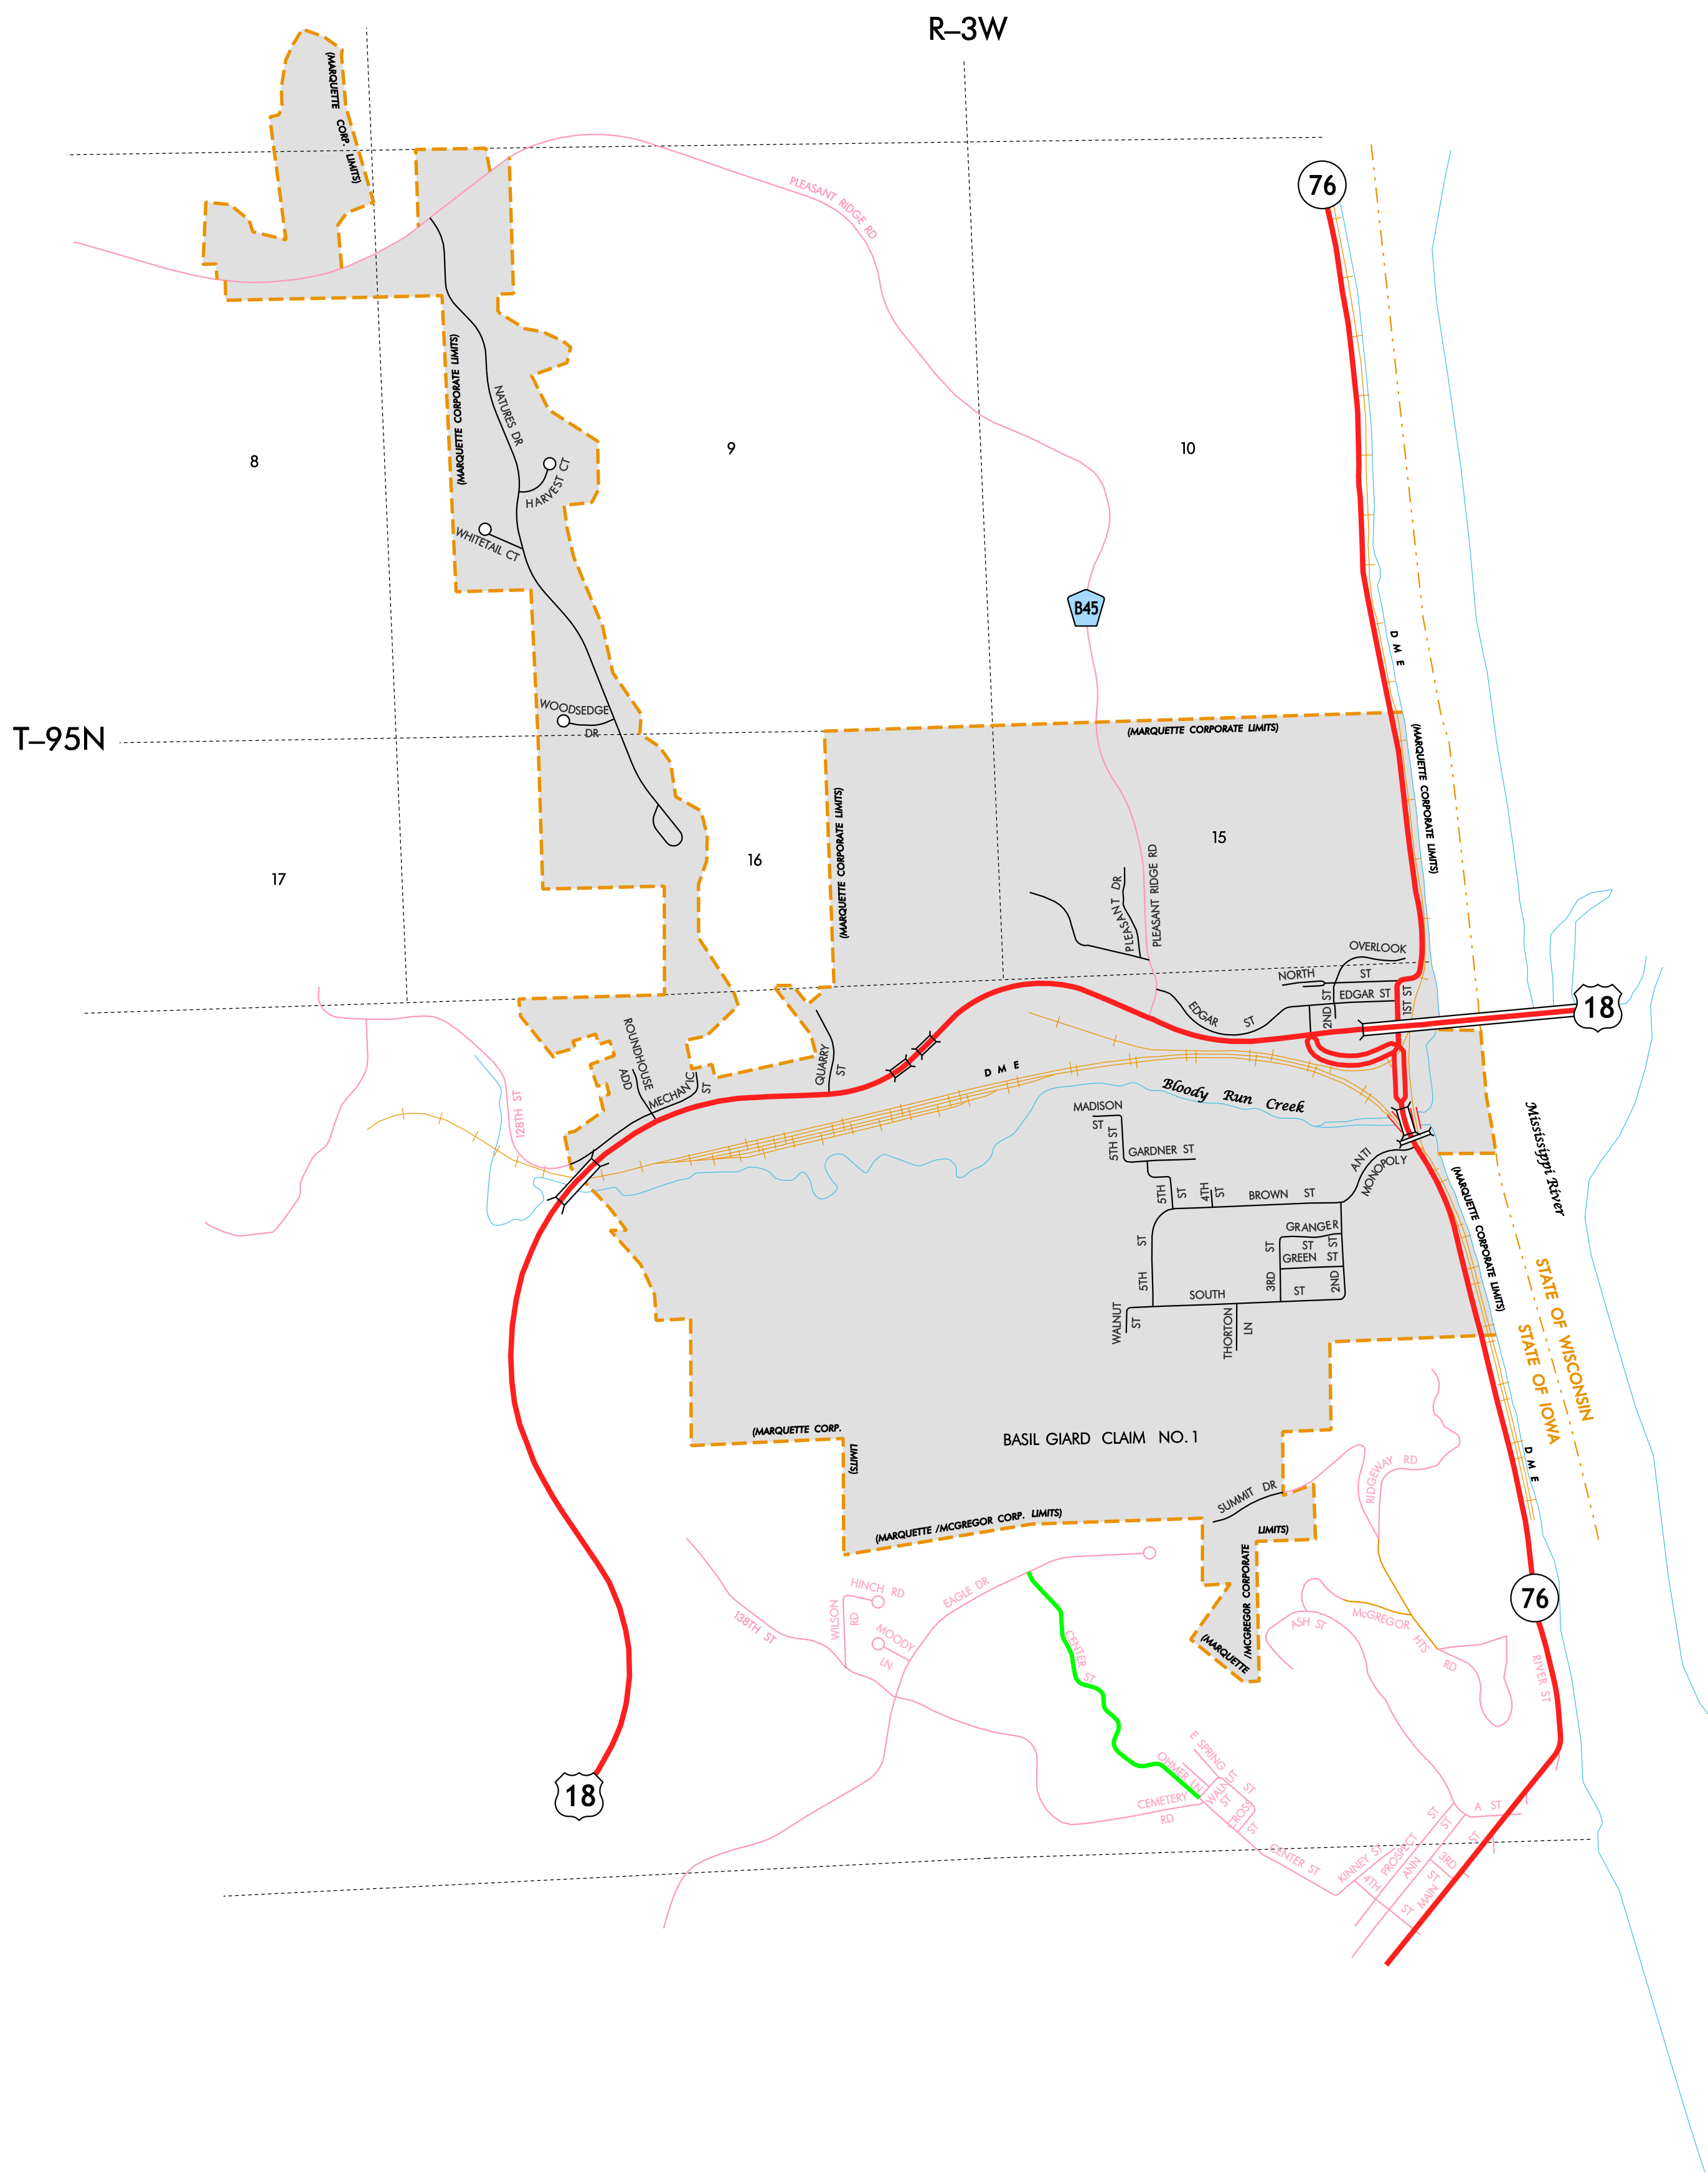 R–3W
(MARQUETTE CORP. LIMITS)
76
PLEASANT RIDGE RD
(MARQUETTE CORPORATE LIMITS)
NATURES DR
8
9
10
HARVEST CT
WHITETAIL CT
B45
D M E
WOODSEDGE
DR
T–95N
(MARQUETTE CORPORATE LIMITS)
(MARQUETTE CORPORATE LIMITS)
(MARQUETTE CORPORATE LIMITS)
15
16
17
PLEASANT DR
PLEASANT RIDGE RD
OVERLOOK
ST
NORTH
EDGAR ST
2ND ST
1ST ST
EDGAR ST
18
ROUNDHOUSE
ADD
MECHANIC
ST
QUARRY
ST
D M E
128TH ST
Bloody Run Creek
MADISON
ST
5TH ST
GARDNER ST
ANTI
MONOPOLY
Mississippi River
5TH
ST
4TH
ST
BROWN ST
GRANGER
ST
GREEN ST
3RD ST
2ND ST
5TH ST
SOUTH ST
WALNUT
ST
THORTON
LN
(MARQUETTE CORPORATE LIMITS)
STATE OF WISCONSIN
STATE OF IOWA
(MARQUETTE CORP.
LIMITS)
BASIL GIARD CLAIM NO. 1
D M E
RIDGEWAY RD
SUMMIT DR
(MARQUETTE /MCGREGOR CORP. LIMITS)
LIMITS)
/MCGREGOR CORPORATE
(MARQUETTE
HINCH RD
WILSON
RD
EAGLE DR
138TH ST
MOODY
LN
CENTER ST
ASH ST
McGREGOR
HTS
RD
76
RIVER ST
18
E SPRING ST
OHMER LN
WALNUT
ST
CROSS
ST
CEMETERY
RD
CENTER ST
A ST
KINNEY ST
PROSPECT ST
ANN ST
4TH ST
3RD ST
MAIN ST